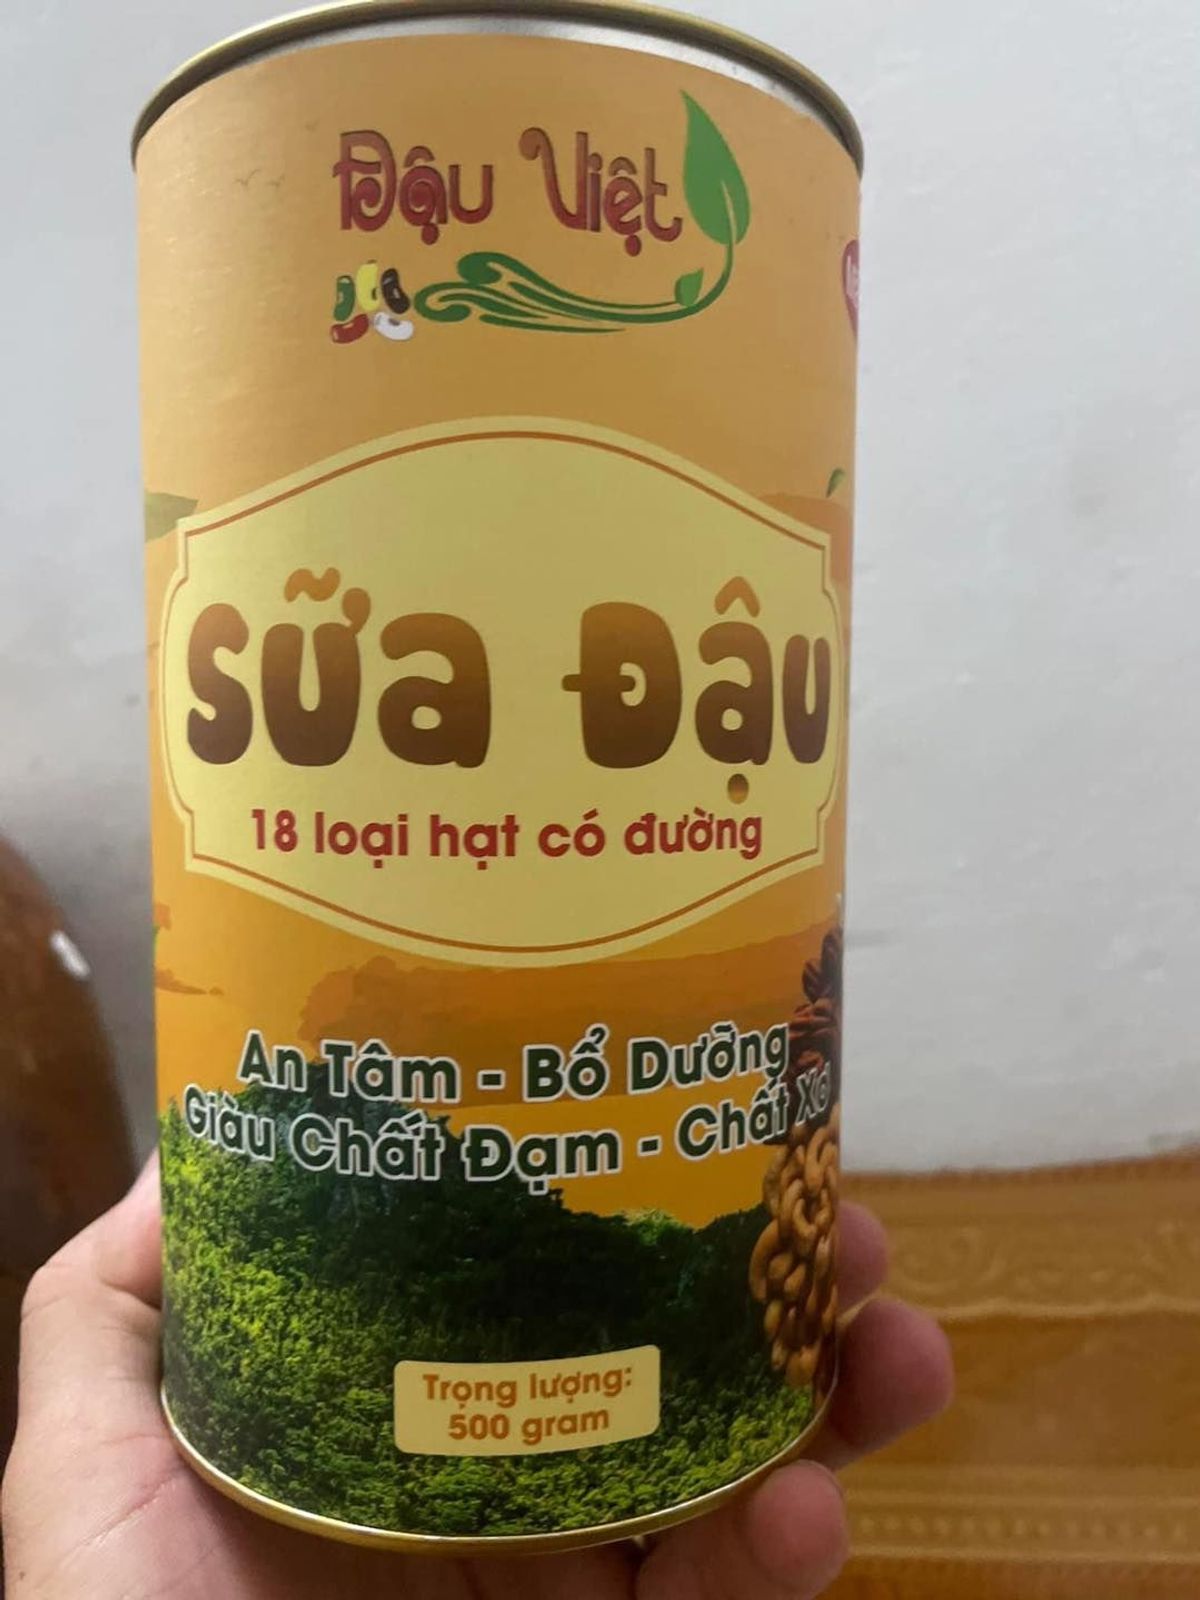 Đậu Việt
Sữa Đậu
18 loại hạt có đường
An Tâm - Bổ Dưỡng
Giàu Chất Đạm - Chất Xơ
Trọng lượng:
500 gram